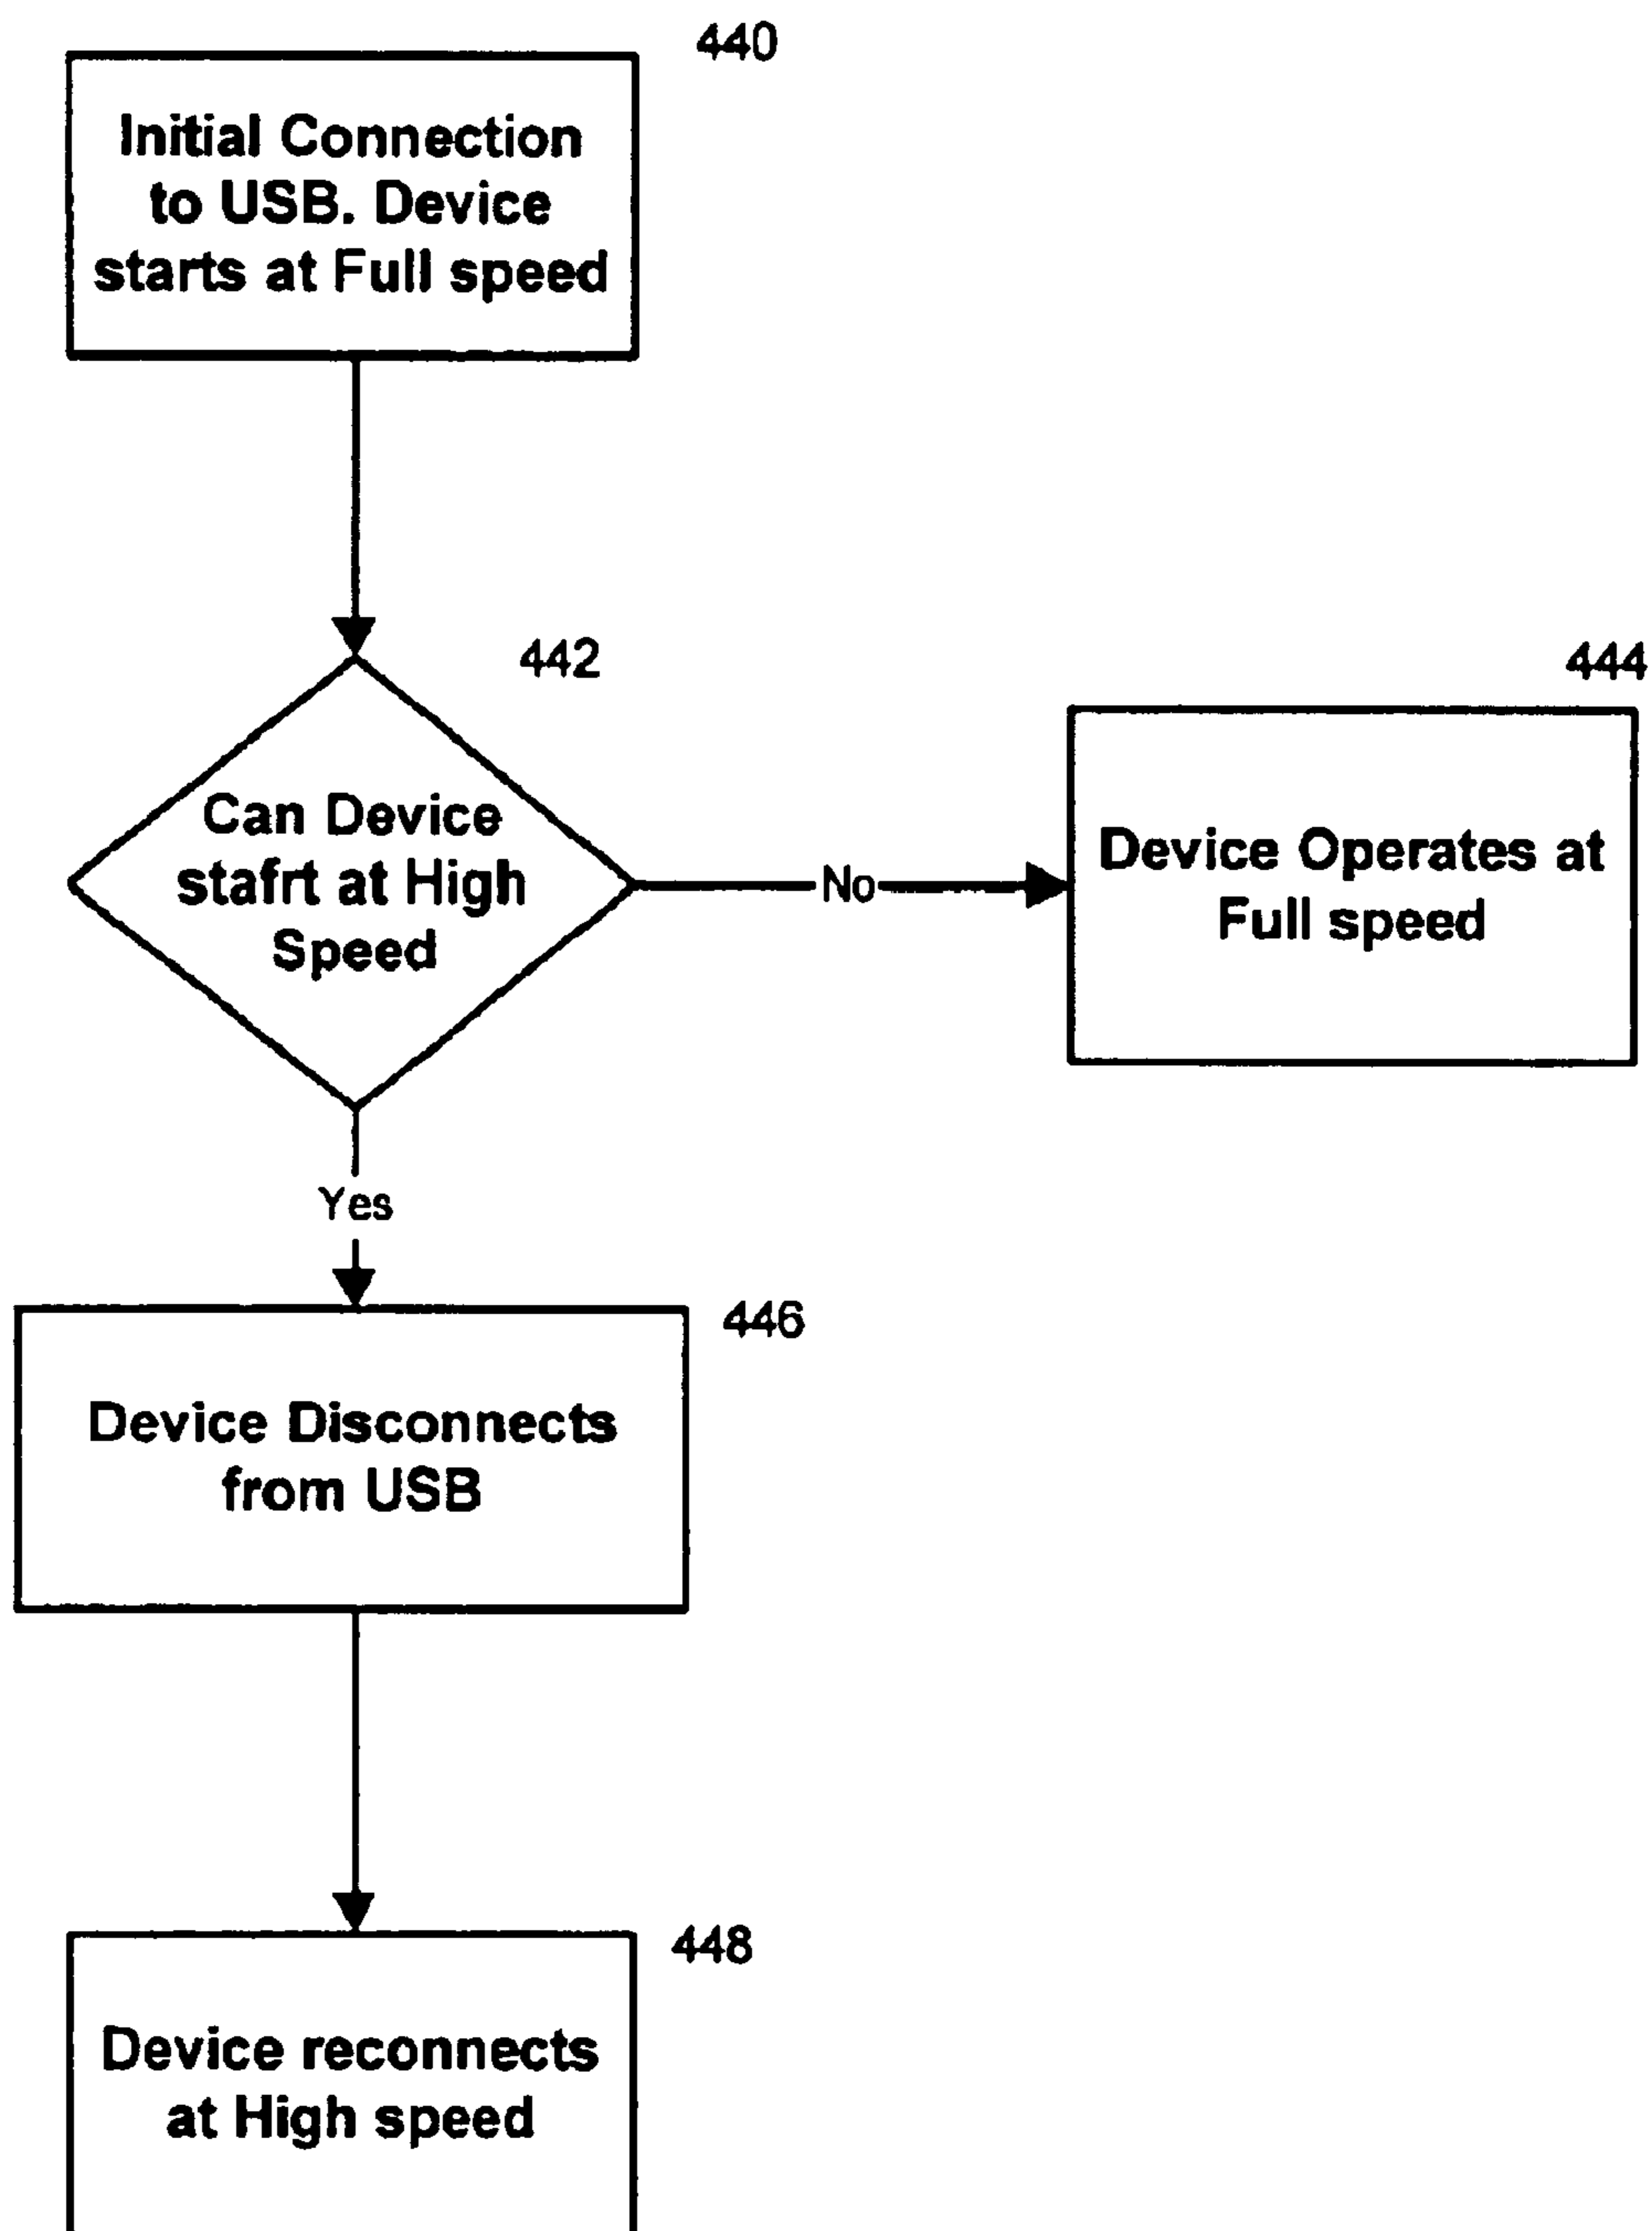 440
Initial Connection
to USB. Device
starts at Full speed
442
Can Device
stafrt at High
Speed
No
444
Device Operates at
Full speed
Yes
446
Device Disconnects
from USB
448
Device reconnects
at High speed